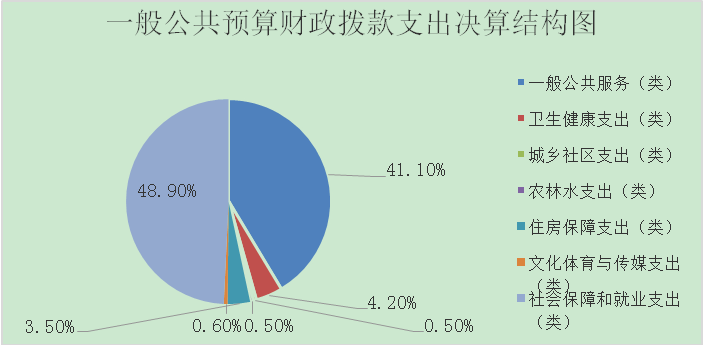 一般公共预算财政拨款支出决算结构图
一般公共服务（类）
卫生健康支出（类）
城乡社区支出（类）
农林水支出（类）
住房保障支出（类）
文化体育与传媒支出
（类）
社会保障和就业支出
（类）
48.90%
41.10%
4.20%
3.50%
0.60%
0.50%
0.50%